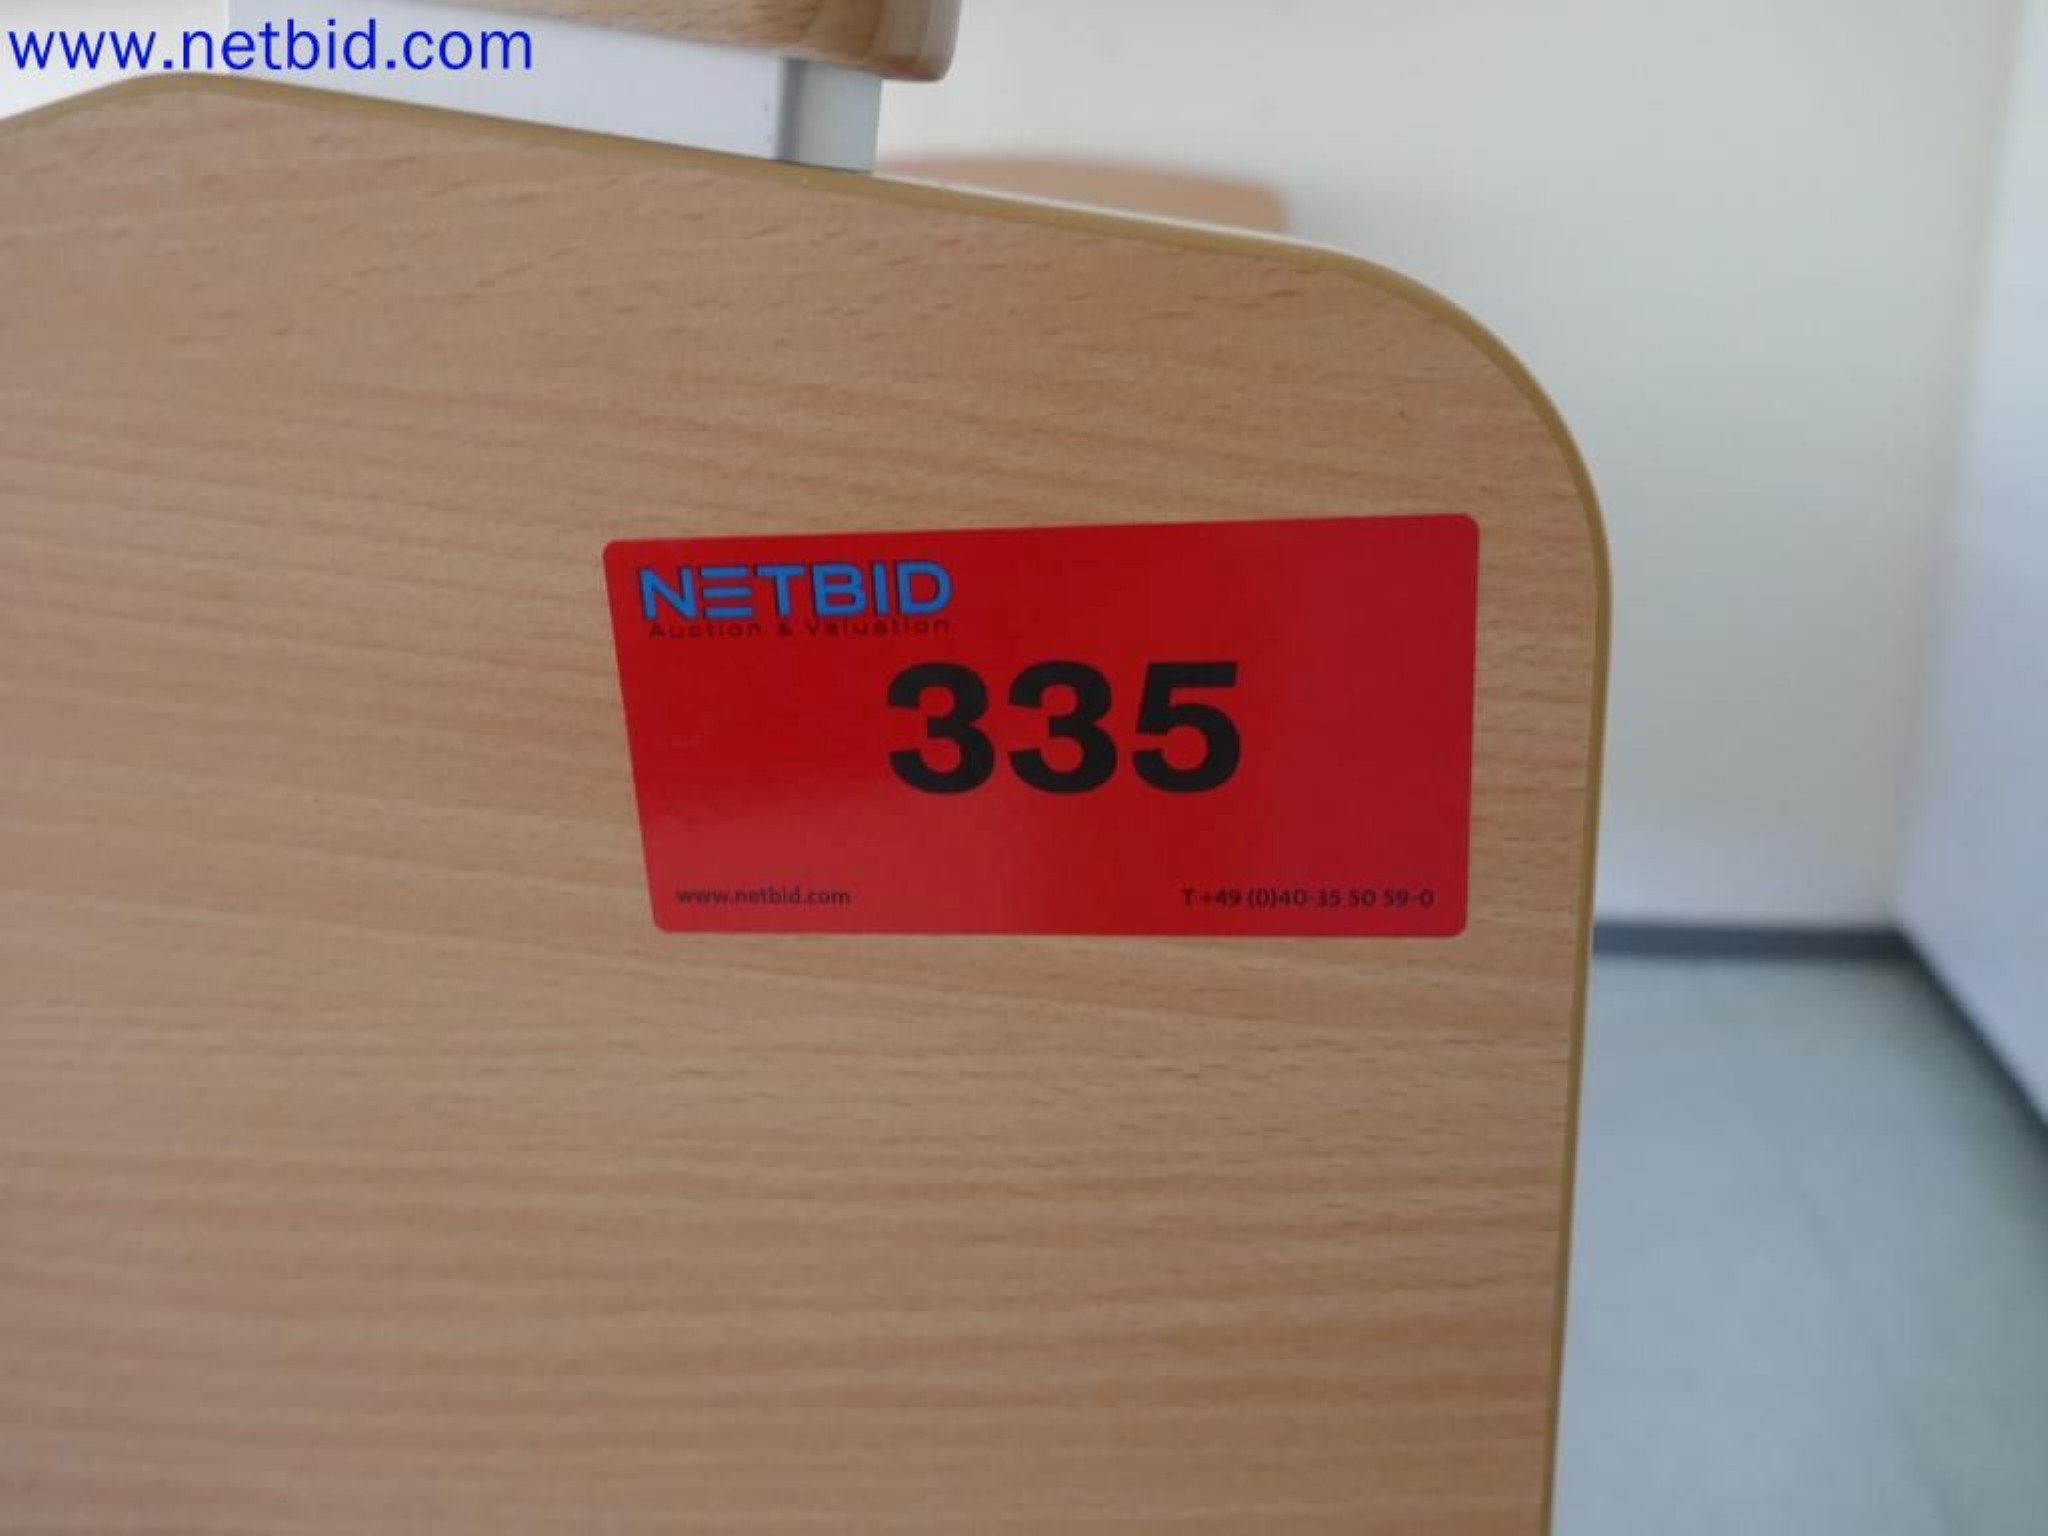 www.netbid.com
NETBID
Auction & Valuation
335
www.netbid.com T +49 (0)40-35 50 59-0